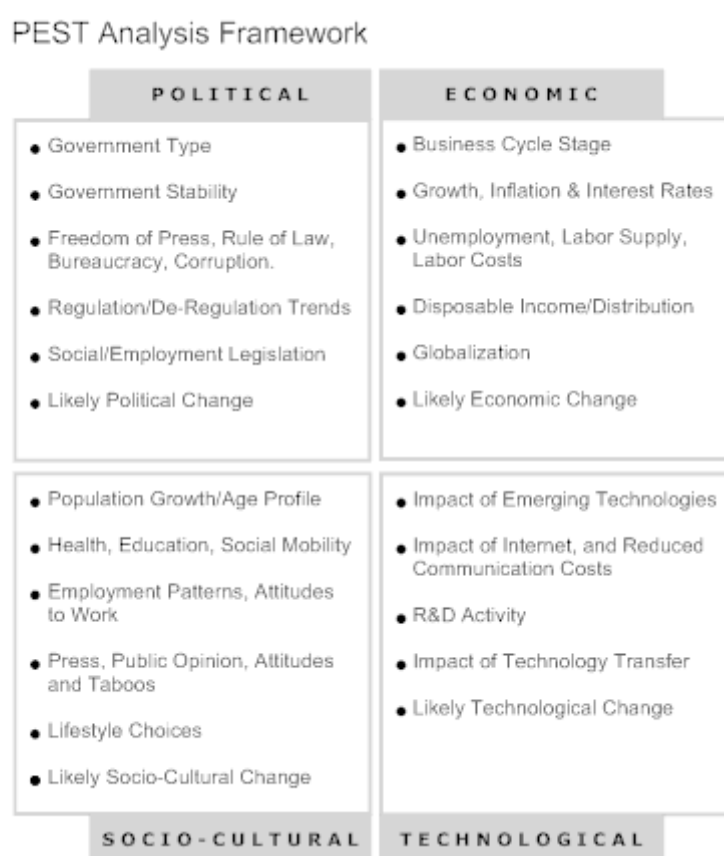 PEST Analysis Framework
POLITICAL
● Government Type
● Government Stability
● Freedom of Press, Rule of Law,
Bureaucracy, Corruption.
● Regulation/De-Regulation Trends
● Social/Employment Legislation
● Likely Political Change
ECONOMIC
● Business Cycle Stage
● Growth, Inflation & Interest Rates
● Unemployment, Labor Supply,
Labor Costs
● Disposable Income/Distribution
● Globalization
● Likely Economic Change
● Population Growth/Age Profile
● Health, Education, Social Mobility
● Employment Patterns, Attitudes
to Work
● Press, Public Opinion, Attitudes
and Taboos
● Lifestyle Choices
● Likely Socio-Cultural Change
SOCIO-CULTURAL
● Impact of Emerging Technologies
● Impact of Internet, and Reduced
Communication Costs
● R&D Activity
● Impact of Technology Transfer
● Likely Technological Change
TECHNOLOGICAL